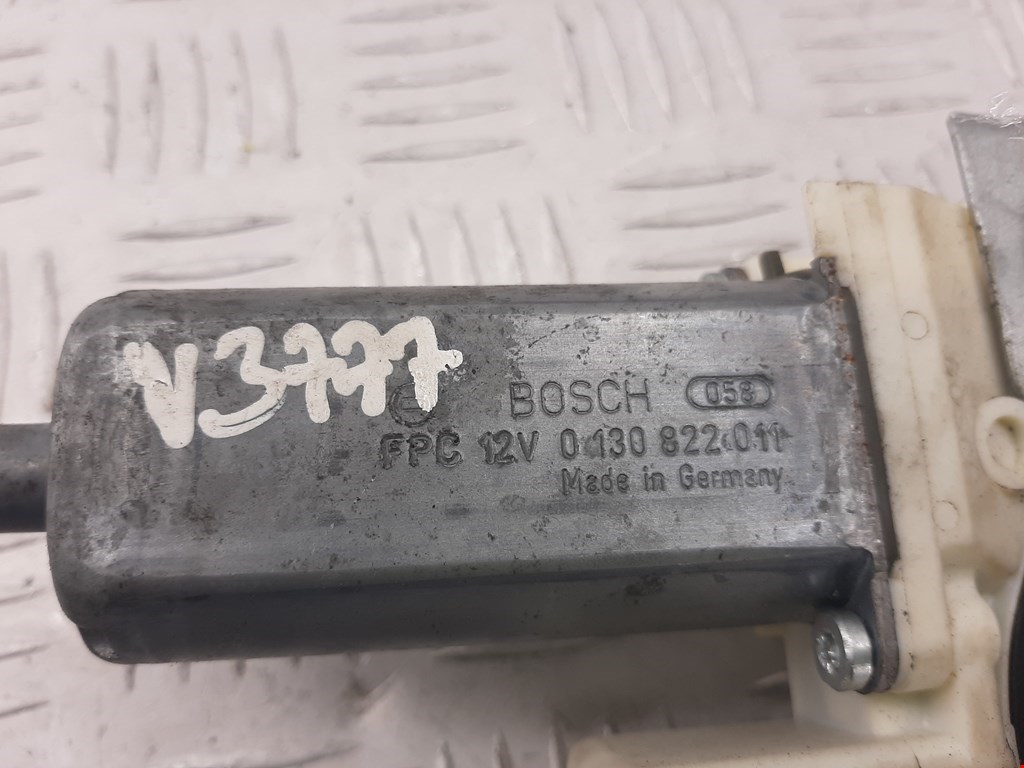 V3777
BOSCH 058
FPC 12V 0 130 822 011
Made in Germany